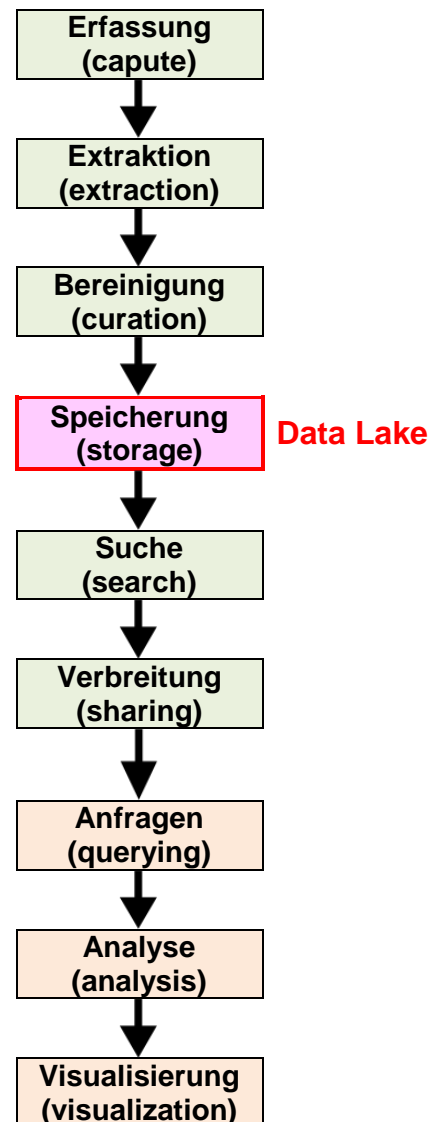 Erfassung
(capute)
Extraktion
(extraction)
Bereinigung
(curation)
Speicherung
(storage)
Data Lake
Suche
(search)
Verbreitung
(sharing)
Anfragen
(querying)
Analyse
(analysis)
Visualisierung
(visualization)